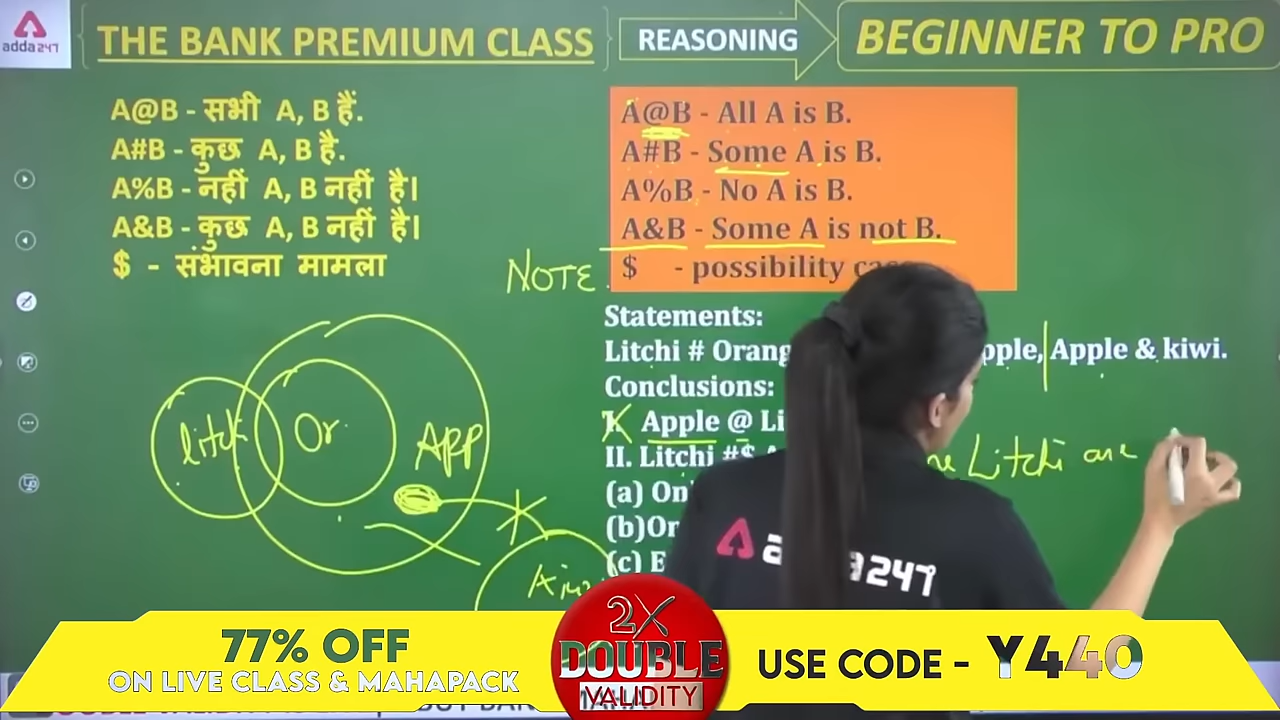 adda247
THE BANK PREMIUM CLASS
REASONING
BEGINNER TO PRO
A@B - सभी A, B हैं.
A#B - कुछ A, B है.
A%B - नहीं A, B नहीं है।
A&B - कुछ A, B नहीं है।
$ - संभावना मामला
A@B - All A is B.
A#B - Some A is B.
A%B - No A is B.
A&B - Some A is not B.
NOTE
$ - possibility
Statements:
Litchi # Apple & kiwi.
Conclusions:
I. Apple @
II. Litchi #$
Litchi are
(a)
(b)
(c)
Or
App
adda247
77% OFF
ON LIVE CLASS & MAHAPACK
2X
DOUBLE
VALIDITY
USE CODE - Y440